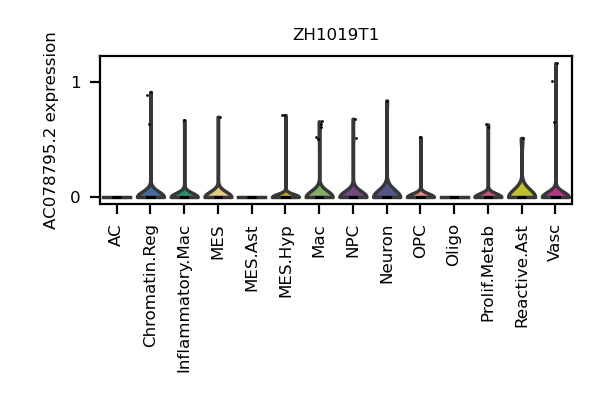 ZH1019T1
AC078795.2 expression
1
0
AC
Chromatin.Reg
Inflammatory.Mac
MES
MES.Ast
MES.Hyp
Mac
NPC
Neuron
OPC
Oligo
Prolif.Metab
Reactive.Ast
Vasc